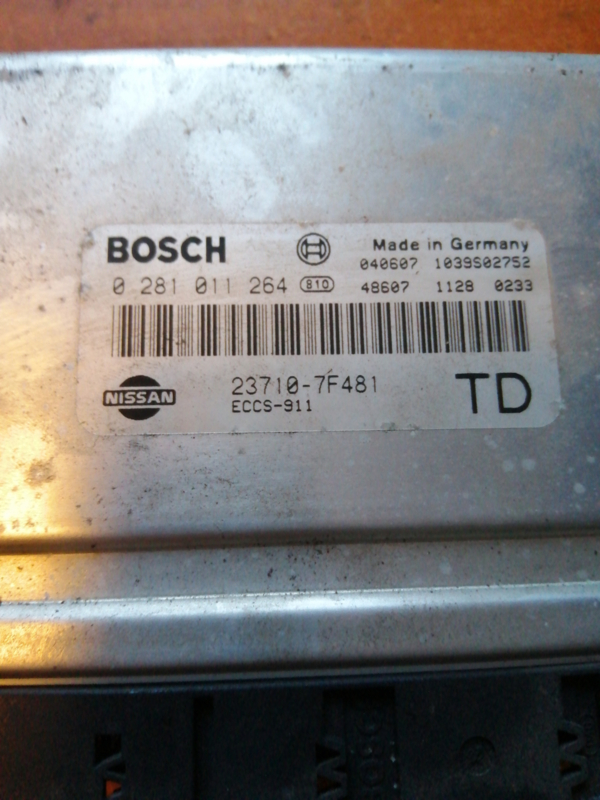 BOSCH
Made in Germany
040607 1039S02752
0 281 011 264 810
48607 1128 0233
NISSAN
23710-7F481
ECCS-911
TD